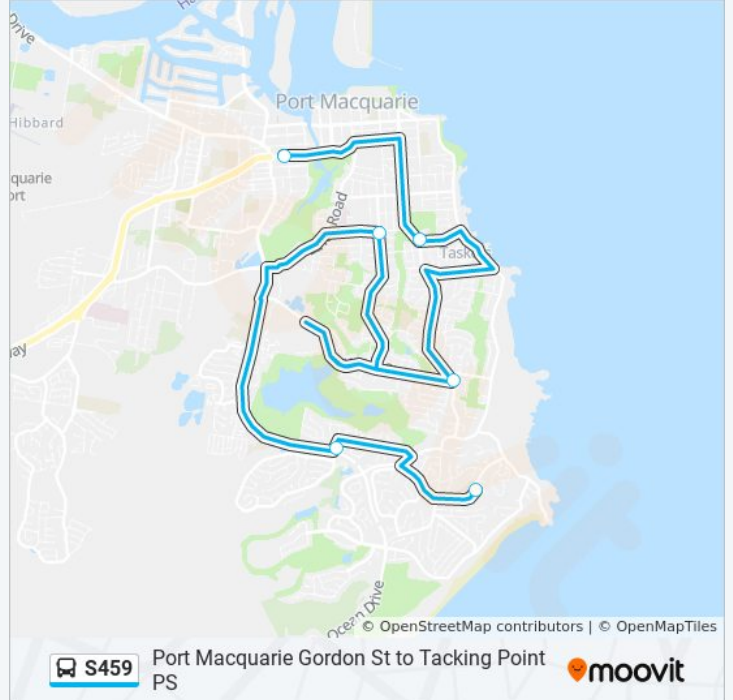 Drive
Port Macquarie
Hibbard
quarie
ort
Road
Task
ay
Ocean Drive
© OpenStreetMap contributors | © OpenMapTiles
S459
Port Macquarie Gordon St to Tacking Point
PS
moovit